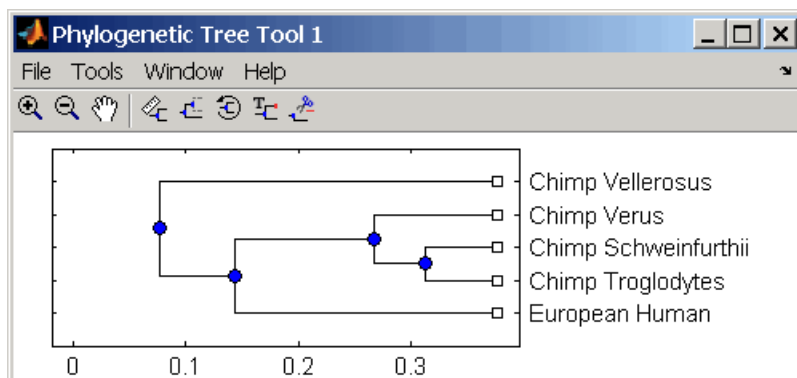 Phylogenetic Tree Tool 1
File Tools Window Help
Chimp Vellerosus
Chimp Verus
Chimp Schweinfurthii
Chimp Troglodytes
European Human
0 0.1 0.2 0.3